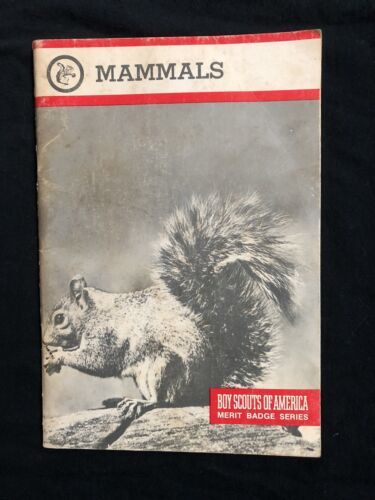 MAMMALS
BOY SCOUTS OF AMERICA
MERIT BADGE SERIES